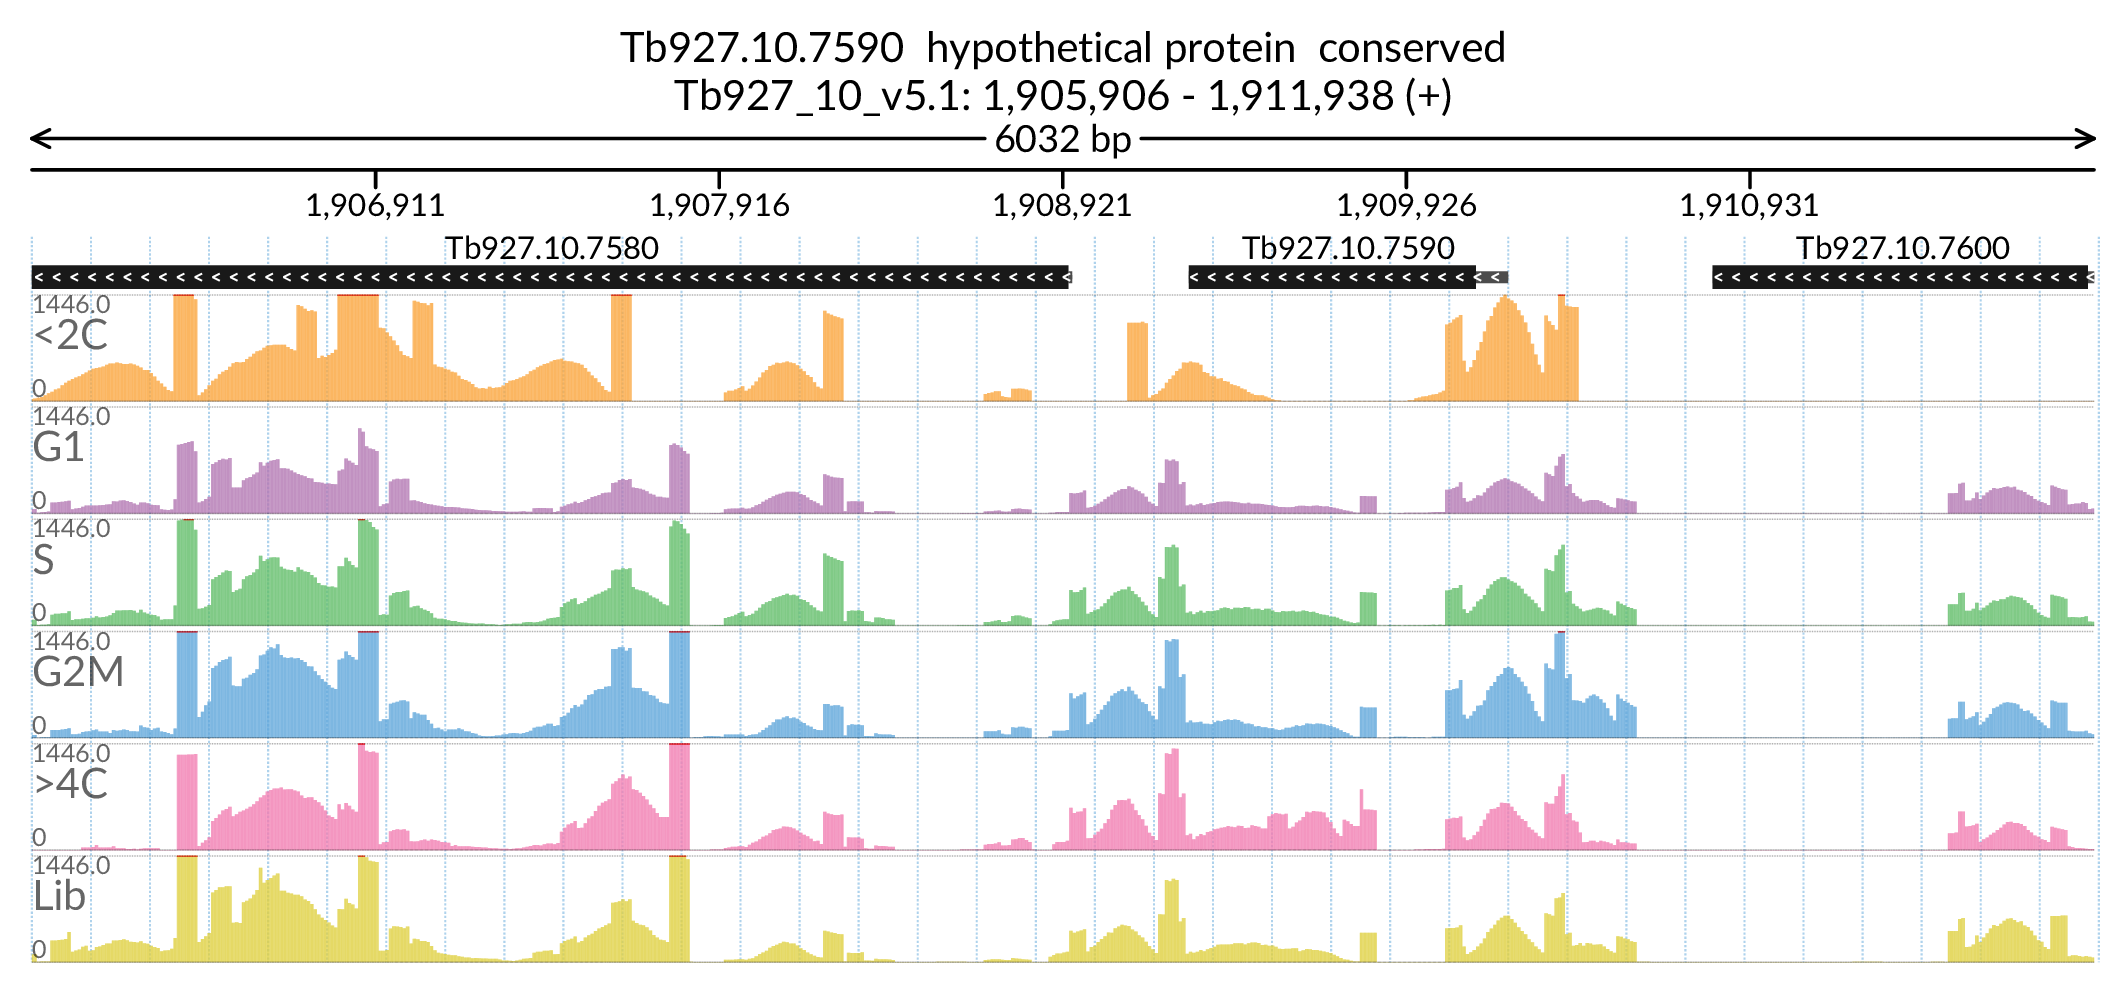 Tb927.10.7590 hypothetical protein conserved
Tb927_10_v5.1: 1,905,906 - 1,911,938 (+)
6032 bp
1,906,911 1,907,916 1,908,921 1,909,926 1,910,931
Tb927.10.7580 Tb927.10.7590 Tb927.10.7600
1446.0
<2C
0
1446.0
G1
0
1446.0
S
0
1446.0
G2M
0
1446.0
>4C
0
1446.0
Lib
0